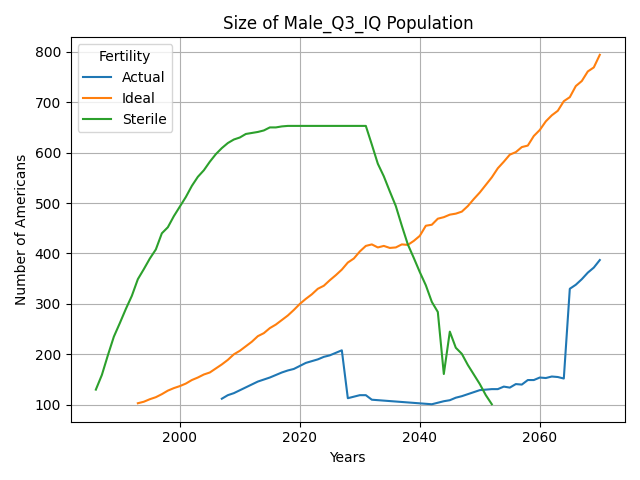 Size of Male_Q3_IQ Population
Fertility
Actual
Ideal
Sterile
Number of Americans
800
700
600
500
400
300
200
100
2000
2020
2040
2060
Years